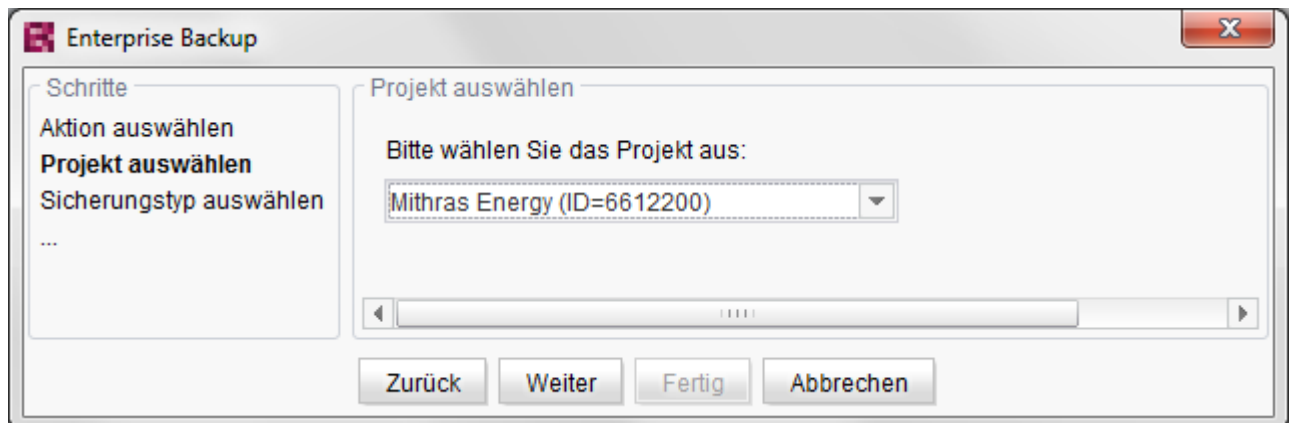 Enterprise Backup
Schritte
Aktion auswählen
Projekt auswählen
Sicherungstyp auswählen
...
Projekt auswählen
Bitte wählen Sie das Projekt aus:
Mithras Energy (ID=6612200)
Zurück Weiter Fertig Abbrechen